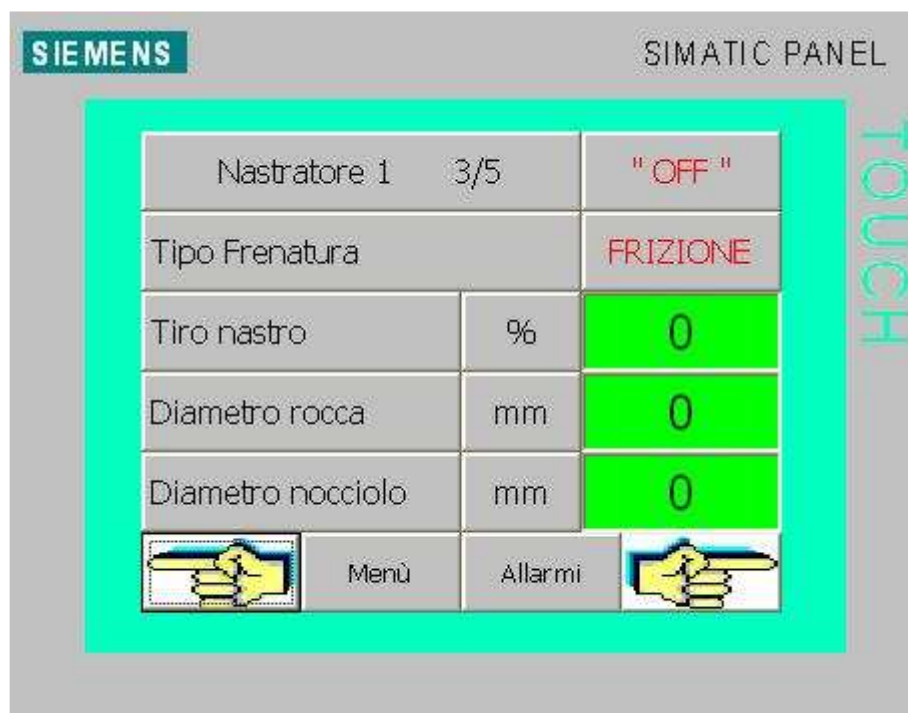 SIEMENS
SIMATIC PANEL
TOUCH
Nastratore 1 3/5 " OFF "
Tipo Frenatura FRIZIONE
Tiro nastro % 0
Diametro rocca mm 0
Diametro nocciolo mm 0
Menù Allarmi